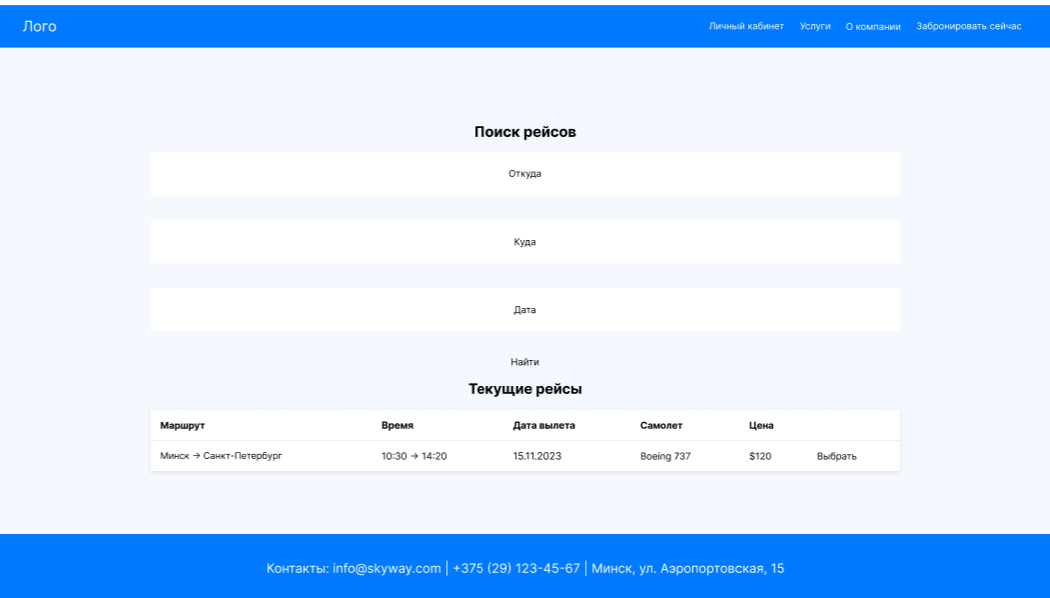 Лого Личный кабинет Услуги О компании Забронировать сейчас
Поиск рейсов
Откуда
Куда
Дата
Найти
Текущие рейсы
Маршрут Время Дата вылета Самолет Цена
Минск → Санкт-Петербург 10:30 → 14:20 15.11.2023 Boeing 737 $120 Выбрать
Контакты: info@skyway.com | +375 (29) 123-45-67 | Минск, ул. Аэропортовская, 15